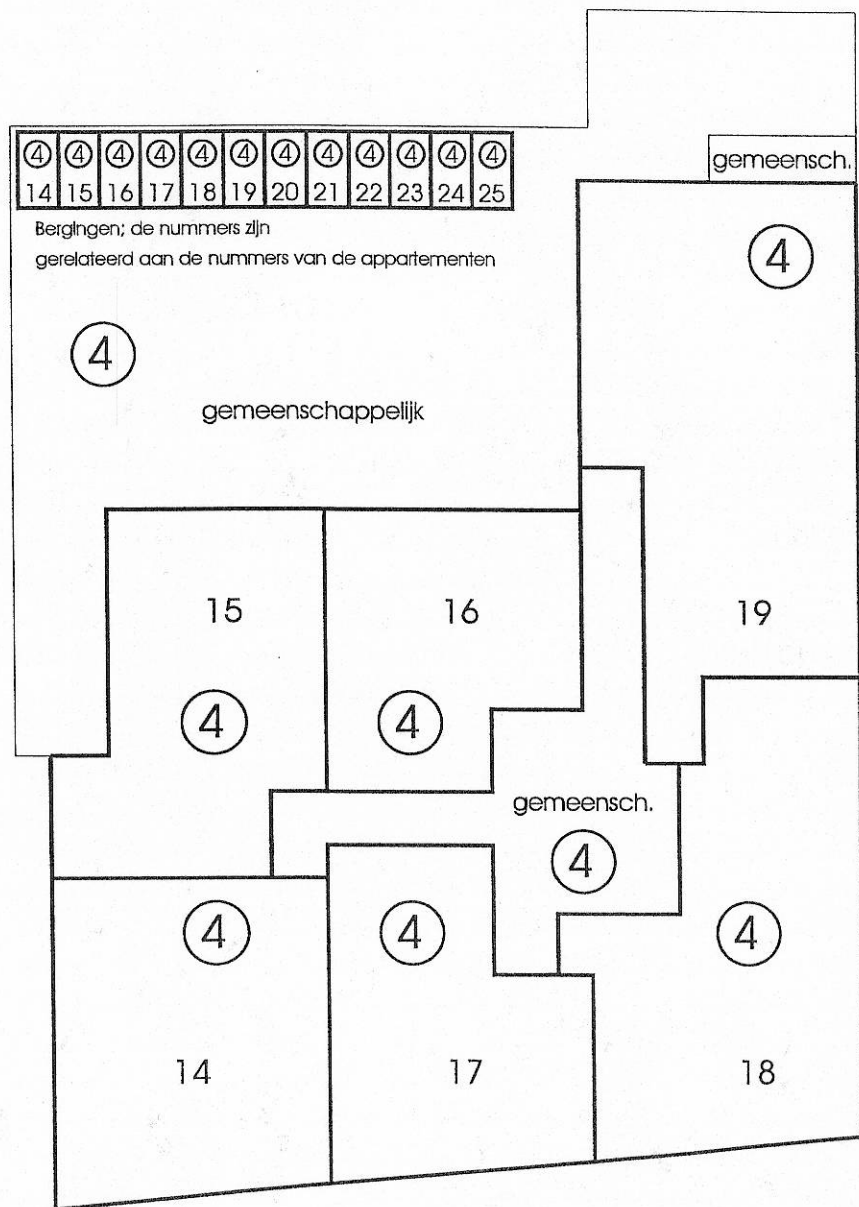 4 4 4 4 4 4 4 4 4 4 4 4
14 15 16 17 18 19 20 21 22 23 24 25
gemeensch.
Bergingen; de nummers zijn
gerelateerd aan de nummers van de appartementen
4
4
gemeenschappelijk
15 16 19
4 4
gemeensch.
4
4 4 4
14 17 18